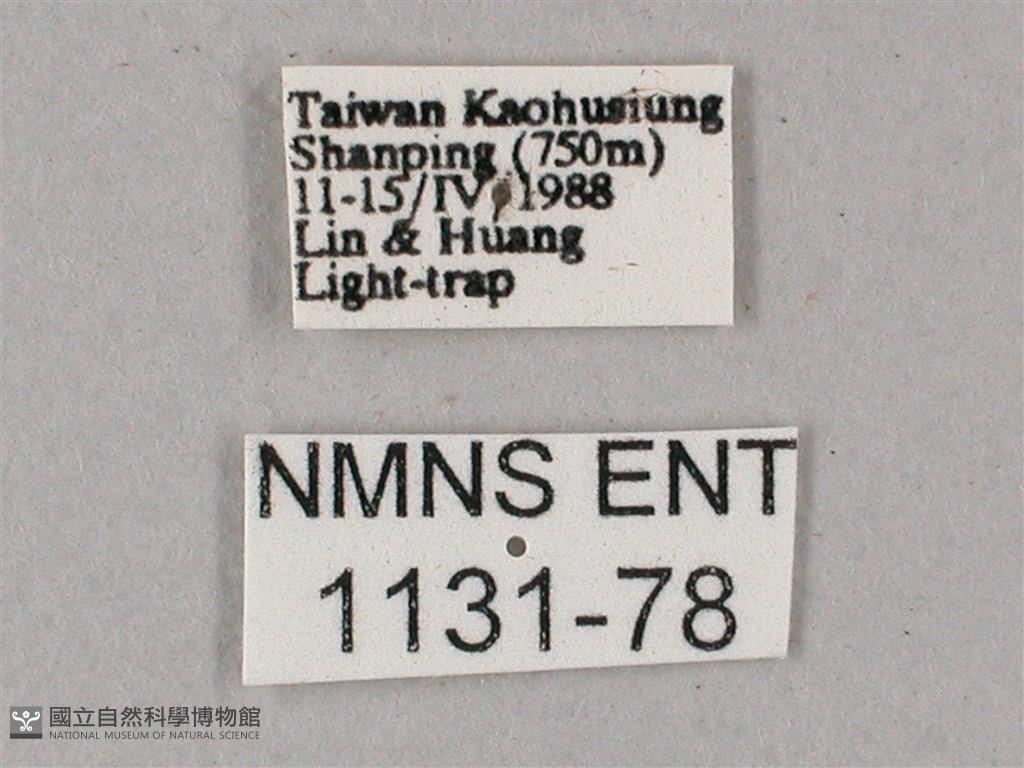 Taiwan Kaohusiung
Shanping (750m)
11-15/IV, 1988
Lin & Huang
Light-trap
NMNS ENT
1131-78
國立自然科學博物館
NATIONAL MUSEUM OF NATURAL SCIENCE